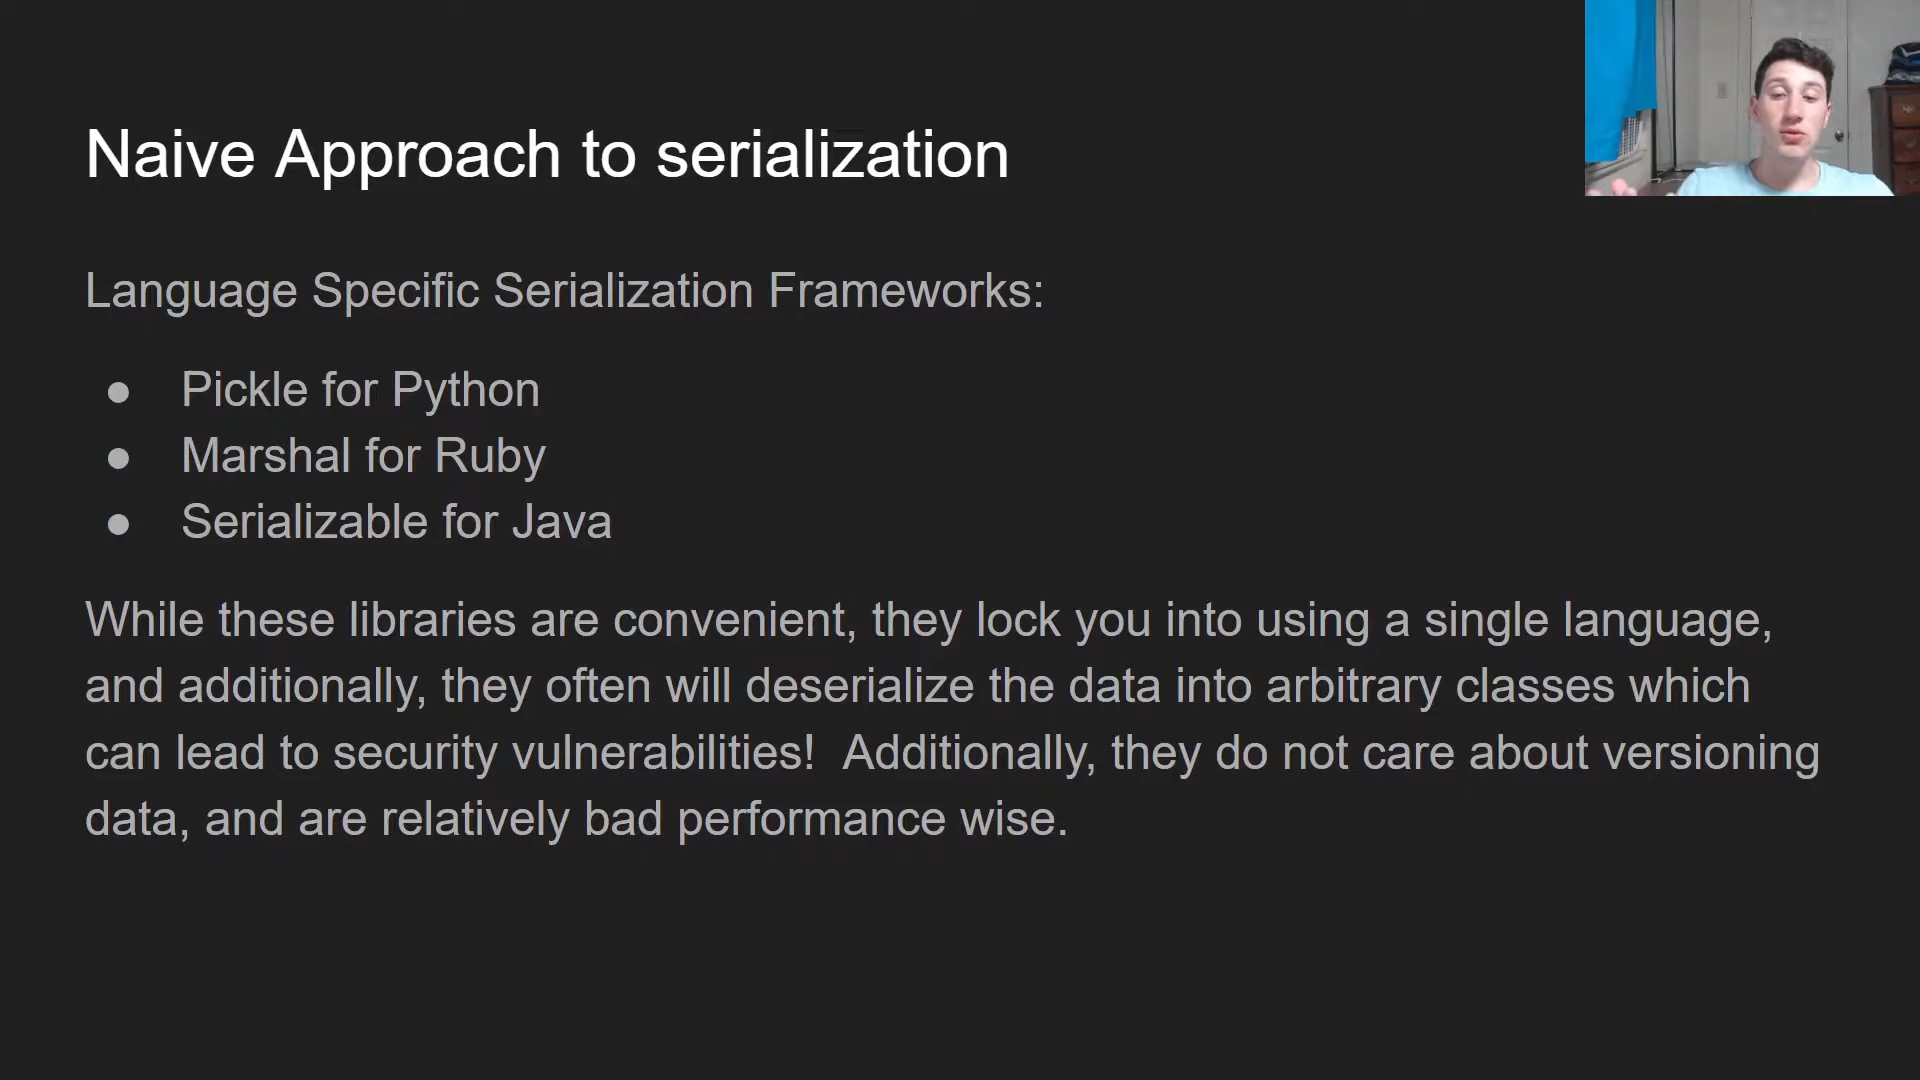 Naive Approach to serialization
Language Specific Serialization Frameworks:
● Pickle for Python
● Marshal for Ruby
● Serializable for Java
While these libraries are convenient, they lock you into using a single language,
and additionally, they often will deserialize the data into arbitrary classes which
can lead to security vulnerabilities!  Additionally, they do not care about versioning
data, and are relatively bad performance wise.